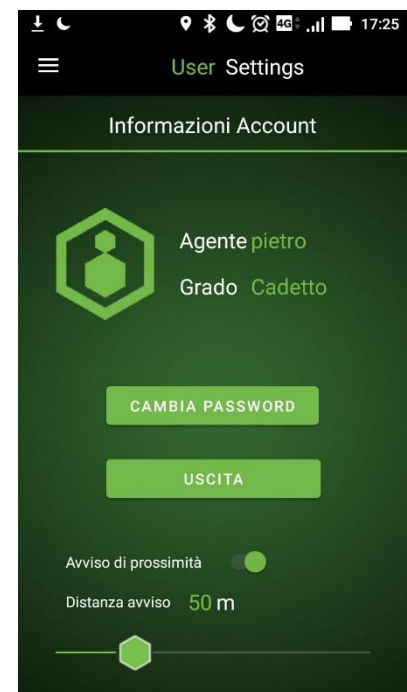 4G 17:25
User Settings
Informazioni Account
Agente pietro
Grado Cadetto
CAMBIA PASSWORD
USCITA
Avviso di prossimità
Distanza avviso 50 m